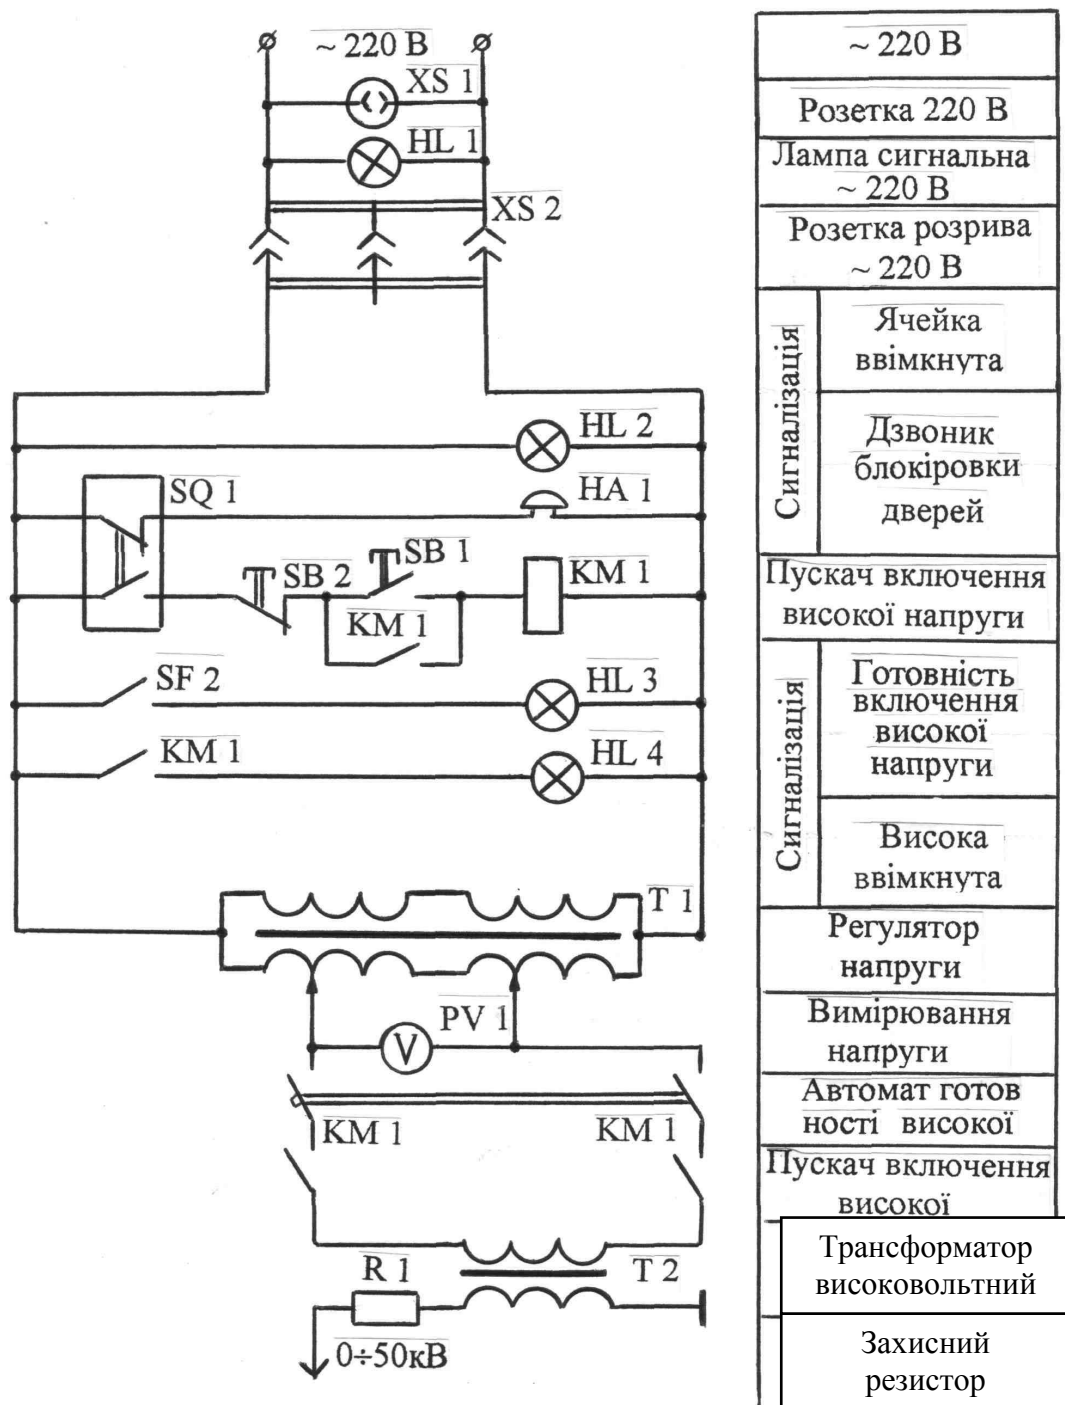 ~ 220 В
XS 1
HL 1
XS 2
HL 2
SQ 1
HA 1
SB 1
SB 2
KM 1
KM 1
SF 2
HL 3
KM 1
HL 4
T 1
PV 1
V
KM 1
KM 1
R 1
T 2
0÷50кВ
~ 220 В
Розетка 220 В
Лампа сигнальна
~ 220 В
Розетка розрива
~ 220 В
Сигналізація
Ячейка
ввімкнута
Дзвоник
блокіровки
дверей
Пускач включення
високої напруги
Сигналізація
Готовність
включення
високої
напруги
Висока
ввімкнута
Регулятор
напруги
Вимірювання
напруги
Автомат готов
ності високої
Пускач включення
високої
Трансформатор
високовольтний
Захисний
резистор